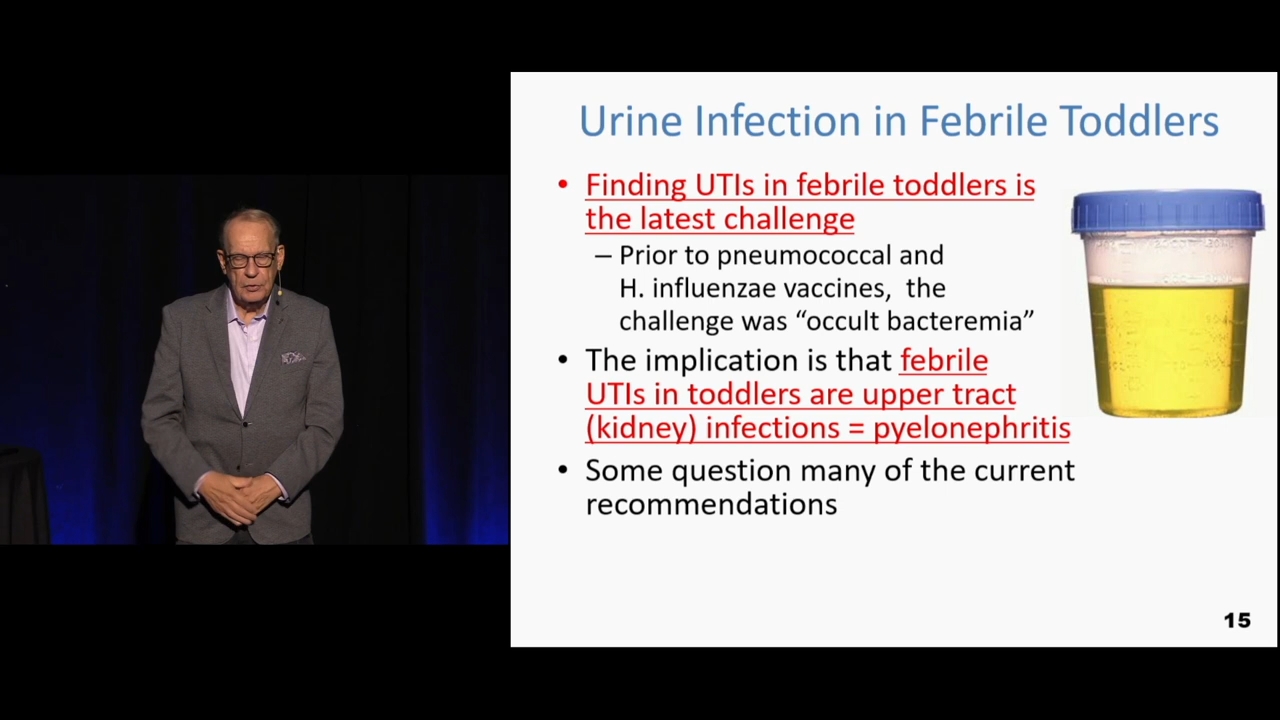 Urine Infection in Febrile Toddlers
• Finding UTIs in febrile toddlers is
the latest challenge
– Prior to pneumococcal and
H. influenzae vaccines, the
challenge was “occult bacteremia”
• The implication is that febrile
UTIs in toddlers are upper tract
(kidney) infections = pyelonephritis
• Some question many of the current
recommendations
15